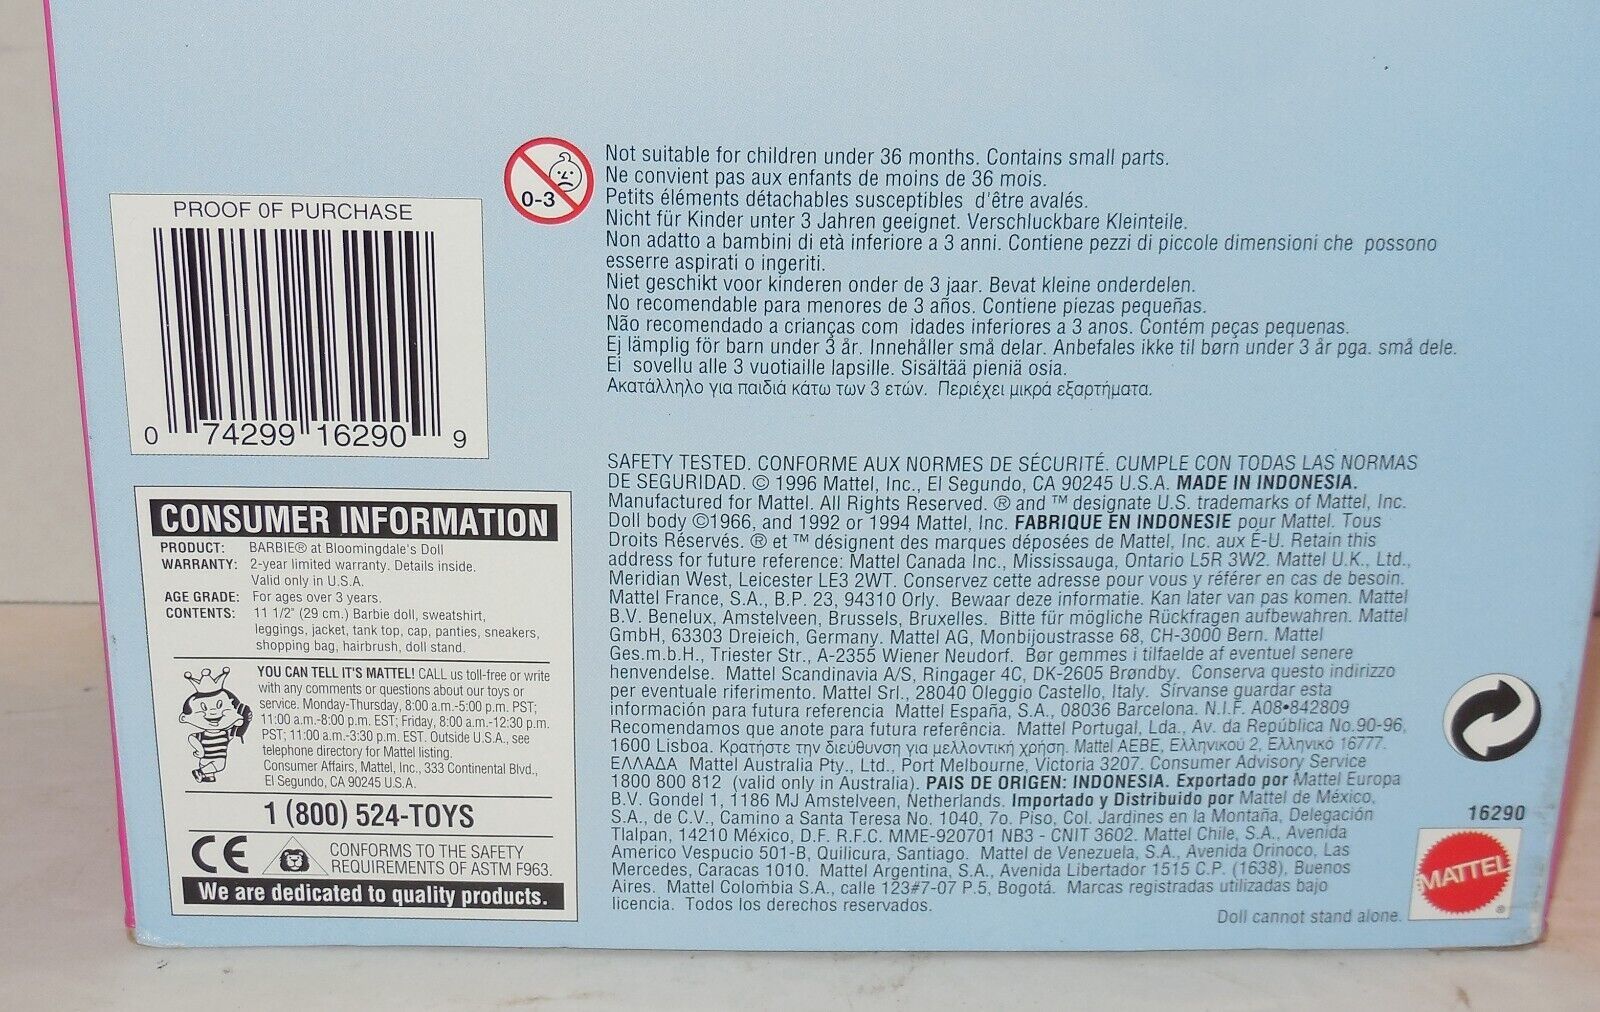 PROOF OF PURCHASE
0 74299 16290 9
0-3
Not suitable for children under 36 months. Contains small parts.
Ne convient pas aux enfants de moins de 36 mois.
Petits éléments détachables susceptibles d'être avalés.
Nicht für Kinder unter 3 Jahren geeignet. Verschluckbare Kleinteile.
Non adatto a bambini di età inferiore a 3 anni. Contiene pezzi di piccole dimensioni che possono
esserre aspirati o ingeriti.
Niet geschikt voor kinderen onder de 3 jaar. Bevat kleine onderdelen.
No recomendable para menores de 3 años. Contiene piezas pequeñas.
Não recomendado a crianças com idades inferiores a 3 anos. Contém peças pequenas.
Ej lämplig för barn under 3 år. Innehåller små delar. Anbefales ikke til børn under 3 år pga. små dele.
Ei sovellu alle 3 vuotiaille lapsille. Sisältää pieniä osia.
Ακατάλληλο για παιδιά κάτω των 3 ετών. Περιέχει μικρά εξαρτήματα.
CONSUMER INFORMATION
PRODUCT: BARBIE® at Bloomingdale's Doll
WARRANTY: 2-year limited warranty. Details inside.
Valid only in U.S.A.
AGE GRADE: For ages over 3 years.
CONTENTS: 11 1/2" (29 cm.) Barbie doll, sweatshirt,
leggings, jacket, tank top, cap, panties, sneakers,
shopping bag, hairbrush, doll stand.
YOU CAN TELL IT'S MATTEL! CALL us toll-free or write
with any comments or questions about our toys or
service. Monday-Thursday, 8:00 a.m.-5:00 p.m. PST;
11:00 a.m.-8:00 p.m. EST; Friday, 8:00 a.m.-12:30 p.m.
PST; 11:00 a.m.-3:30 p.m. EST. Outside U.S.A., see
telephone directory for Mattel listing.
Consumer Affairs, Mattel, Inc., 333 Continental Blvd.,
El Segundo, CA 90245 U.S.A.
1 (800) 524-TOYS
CE
CONFORMS TO THE SAFETY
REQUIREMENTS OF ASTM F963.
We are dedicated to quality products.
SAFETY TESTED. CONFORME AUX NORMES DE SÉCURITÉ. CUMPLE CON TODAS LAS NORMAS
DE SEGURIDAD. © 1996 Mattel, Inc., El Segundo, CA 90245 U.S.A. MADE IN INDONESIA.
Manufactured for Mattel. All Rights Reserved. ® and ™ designate U.S. trademarks of Mattel, Inc.
Doll body ©1966, and 1992 or 1994 Mattel, Inc. FABRIQUE EN INDONESIE pour Mattel. Tous
Droits Réservés. ® et ™ désignent des marques déposées de Mattel, Inc. aux É-U. Retain this
address for future reference: Mattel Canada Inc., Mississauga, Ontario L5R 3W2. Mattel U.K., Ltd.,
Meridian West, Leicester LE3 2WT. Conservez cette adresse pour vous y référer en cas de besoin.
Mattel France, S.A., B.P. 23, 94310 Orly. Bewaar deze informatie. Kan later van pas komen. Mattel
B.V. Benelux, Amstelveen, Brussels, Bruxelles. Bitte für mögliche Rückfragen aufbewahren. Mattel
GmbH, 63303 Dreieich, Germany. Mattel AG, Monbijoustrasse 68, CH-3000 Bern. Mattel
Ges.m.b.H., Triester Str., A-2355 Wiener Neudorf. Bør gemmes i tilfaelde af eventuel senere
henvendelse. Mattel Scandinavia A/S, Ringager 4C, DK-2605 Brøndby. Conserva questo indirizzo
per eventuale riferimento. Mattel Srl., 28040 Oleggio Castello, Italy. Sírvanse guardar esta
información para futura referencia Mattel España, S.A., 08036 Barcelona. N.I.F. A08•842809
Recomendamos que anote para futura referência. Mattel Portugal, Lda., Av. da República No.90-96,
1600 Lisboa. Κρατήστε την διεύθυνση για μελλοντική χρήση. Mattel AEBE, Ελληνικού 2, Ελληνικό 16777.
ΕΛΛΑΔΑ Mattel Australia Pty., Ltd., Port Melbourne, Victoria 3207. Consumer Advisory Service
1800 800 812 (valid only in Australia). PAIS DE ORIGEN: INDONESIA. Exportado por Mattel Europa
B.V. Gondel 1, 1186 MJ Amstelveen, Netherlands. Importado y Distribuido por Mattel de México,
S.A., de C.V., Camino a Santa Teresa No. 1040, 7o. Piso, Col. Jardines en la Montaña, Delegación
Tlalpan, 14210 México, D.F. R.F.C. MME-920701 NB3 - CNIT 3602. Mattel Chile, S.A., Avenida
Americo Vespucio 501-B, Quilicura, Santiago. Mattel de Venezuela, S.A., Avenida Orinoco, Las
Mercedes, Caracas 1010. Mattel Argentina, S.A., Avenida Libertador 1515 C.P. (1638), Buenos
Aires. Mattel Colombia S.A., calle 123#7-07 P.5, Bogotá. Marcas registradas utilizadas bajo
licencia. Todos los derechos reservados.
Doll cannot stand alone.
16290
MATTEL®